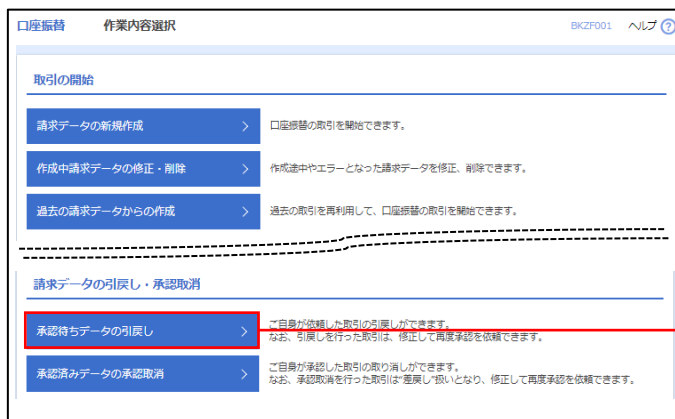 口座振替 作業内容選択 BKZF001 ヘルプ ?
取引の開始
請求データの新規作成 口座振替の取引を開始できます。
作成中請求データの修正・削除 作成途中やエラーとなった請求データを修正、削除できます。
過去の請求データからの作成 過去の取引を再利用して、口座振替の取引を開始できます。
請求データの引戻し・承認取消
承認待ちデータの引戻し ご自身が依頼した取引の引戻しができます。
なお、引戻しを行った取引は、修正して再度承認を依頼できます。
承認済みデータの承認取消 ご自身が承認した取引の取り消しができます。
なお、承認取消を行った取引は"差戻し"扱いとなり、修正して再度承認を依頼できます。